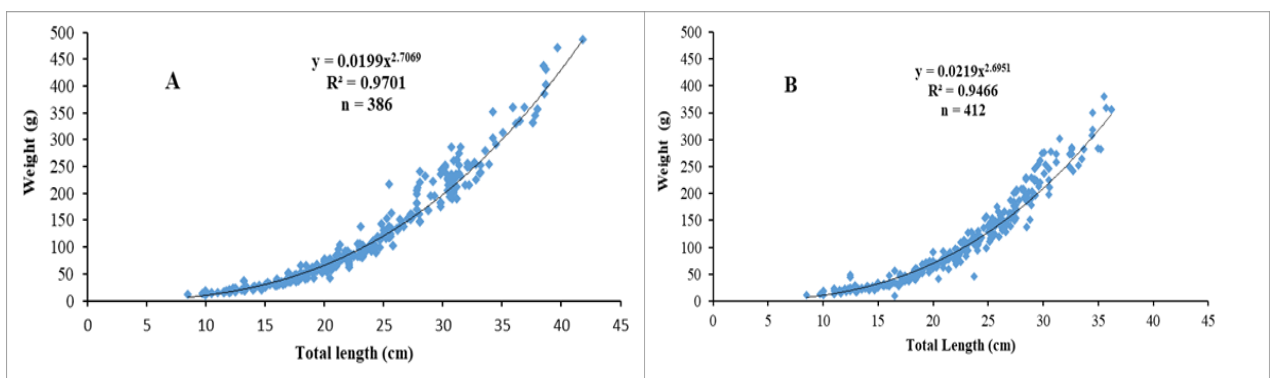 500
450
400
350
300
250
200
150
100
50
0
Weight (g)
A
y = 0.0199x^2.7069
R² = 0.9701
n = 386
0 5 10 15 20 25 30 35 40 45
Total length (cm)
500
450
400
350
300
250
200
150
100
50
0
Weight (g)
B
y = 0.0219x^2.6951
R² = 0.9466
n = 412
0 5 10 15 20 25 30 35 40 45
Total Length (cm)